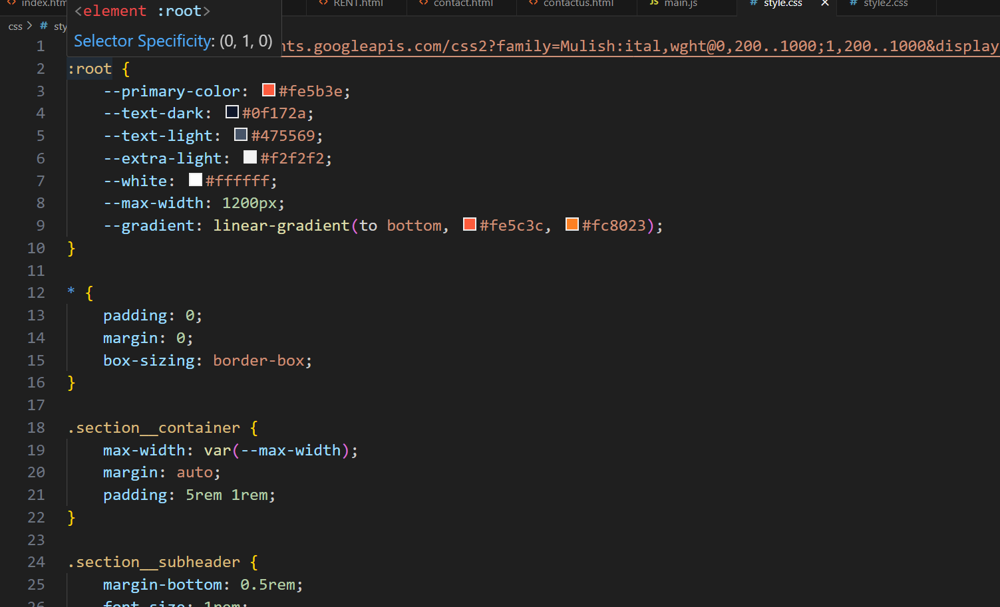 index.htm RENT.html contact.html contactus.html JS main.js # style.css × # style2.css
<element :root>
css > # sty
Selector Specificity: (0, 1, 0)
1 nts.googleapis.com/css2?family=Mulish:ital,wght@0,200..1000;1,200..1000&display
2 :root {
3 --primary-color: #fe5b3e;
4 --text-dark: #0f172a;
5 --text-light: #475569;
6 --extra-light: #f2f2f2;
7 --white: #ffffff;
8 --max-width: 1200px;
9 --gradient: linear-gradient(to bottom, #fe5c3c, #fc8023);
10 }
11
12 * {
13 padding: 0;
14 margin: 0;
15 box-sizing: border-box;
16 }
17
18 .section__container {
19 max-width: var(--max-width);
20 margin: auto;
21 padding: 5rem 1rem;
22 }
23
24 .section__subheader {
25 margin-bottom: 0.5rem;
26 font-size: 1rem;